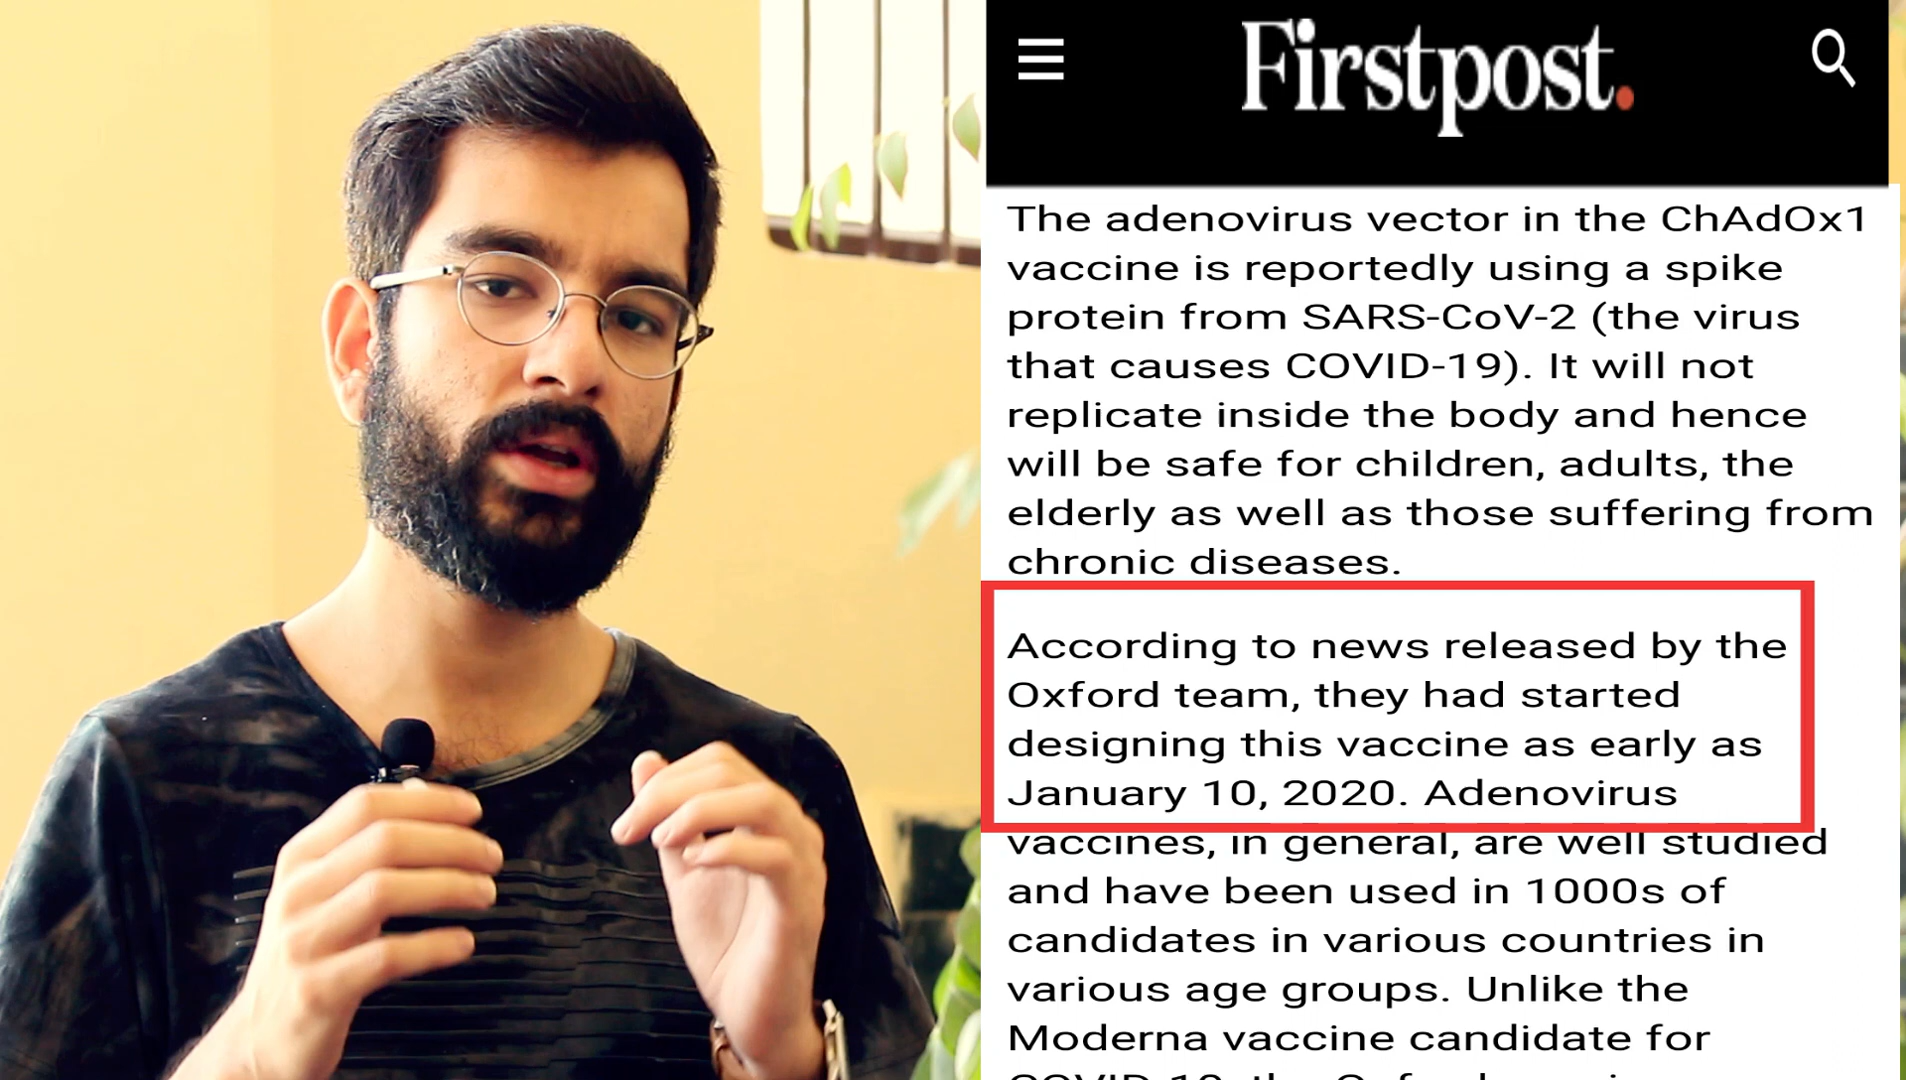 Firstpost.
The adenovirus vector in the ChAdOx1
vaccine is reportedly using a spike
protein from SARS-CoV-2 (the virus
that causes COVID-19). It will not
replicate inside the body and hence
will be safe for children, adults, the
elderly as well as those suffering from
chronic diseases.
According to news released by the
Oxford team, they had started
designing this vaccine as early as
January 10, 2020. Adenovirus
vaccines, in general, are well studied
and have been used in 1000s of
candidates in various countries in
various age groups. Unlike the
Moderna vaccine candidate for